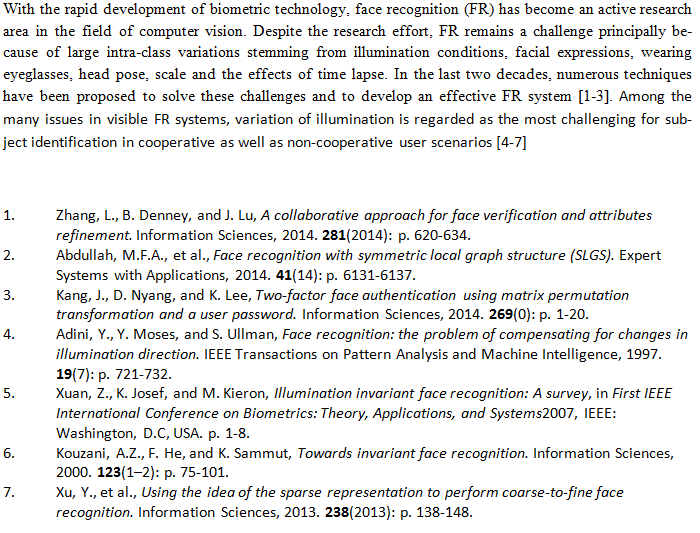 With the rapid development of biometric technology, face recognition (FR) has become an active research
area in the field of computer vision. Despite the research effort, FR remains a challenge principally be-
cause of large intra-class variations stemming from illumination conditions, facial expressions, wearing
eyeglasses, head pose, scale and the effects of time lapse. In the last two decades, numerous techniques
have been proposed to solve these challenges and to develop an effective FR system [1-3]. Among the
many issues in visible FR systems, variation of illumination is regarded as the most challenging for sub-
ject identification in cooperative as well as non-cooperative user scenarios [4-7]
1. Zhang, L., B. Denney, and J. Lu, A collaborative approach for face verification and attributes
refinement. Information Sciences, 2014. 281(2014): p. 620-634.
2. Abdullah, M.F.A., et al., Face recognition with symmetric local graph structure (SLGS). Expert
Systems with Applications, 2014. 41(14): p. 6131-6137.
3. Kang, J., D. Nyang, and K. Lee, Two-factor face authentication using matrix permutation
transformation and a user password. Information Sciences, 2014. 269(0): p. 1-20.
4. Adini, Y., Y. Moses, and S. Ullman, Face recognition: the problem of compensating for changes in
illumination direction. IEEE Transactions on Pattern Analysis and Machine Intelligence, 1997.
19(7): p. 721-732.
5. Xuan, Z., K. Josef, and M. Kieron, Illumination invariant face recognition: A survey, in First IEEE
International Conference on Biometrics: Theory, Applications, and Systems2007, IEEE:
Washington, D.C, USA. p. 1-8.
6. Kouzani, A.Z., F. He, and K. Sammut, Towards invariant face recognition. Information Sciences,
2000. 123(1–2): p. 75-101.
7. Xu, Y., et al., Using the idea of the sparse representation to perform coarse-to-fine face
recognition. Information Sciences, 2013. 238(2013): p. 138-148.